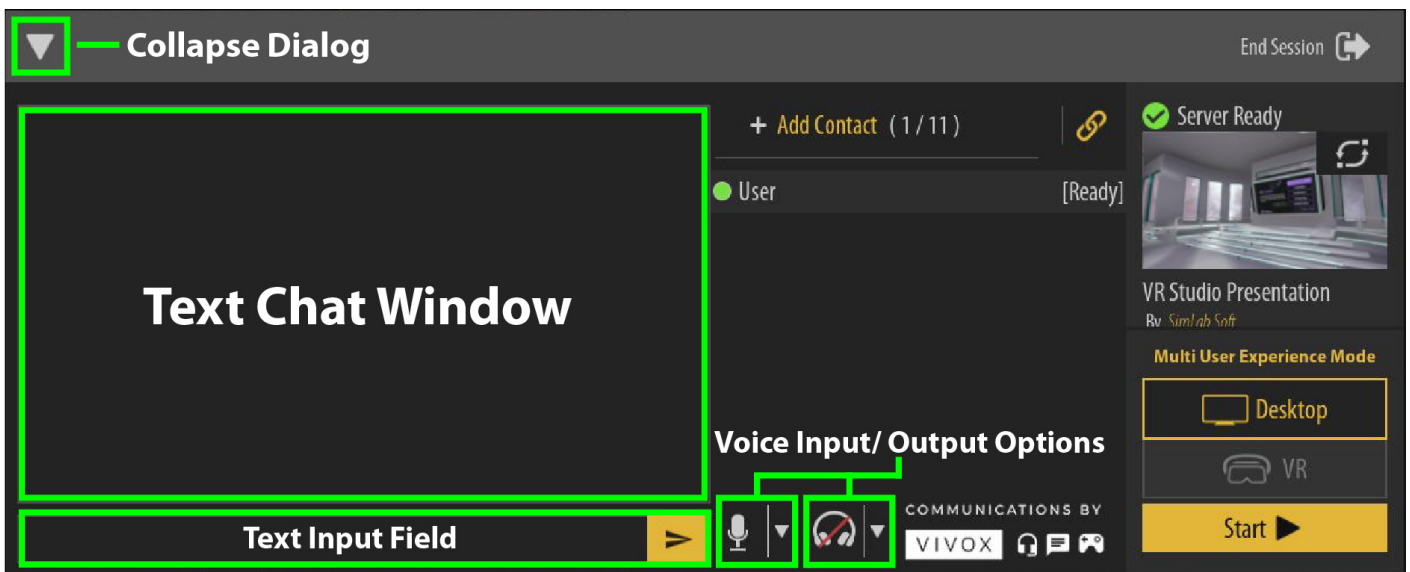 Collapse Dialog
End Session
+ Add Contact (1/11)
Server Ready
User [Ready]
Text Chat Window
VR Studio Presentation
By SimLab Soft
Multi User Experience Mode
Desktop
VR
Start
Voice Input/ Output Options
Text Input Field
COMMUNICATIONS BY
VIVOX